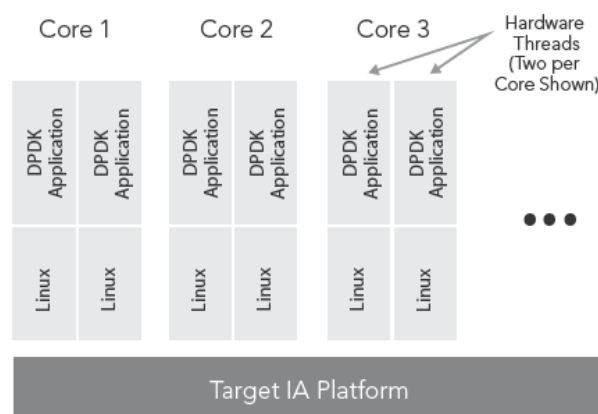 Core 1
Core 2
Core 3
Hardware
Threads
(Two per
Core Shown)
DPDK
Application
DPDK
Application
DPDK
Application
DPDK
Application
DPDK
Application
DPDK
Application
Linux
Linux
Linux
Linux
Linux
Linux
Target IA Platform